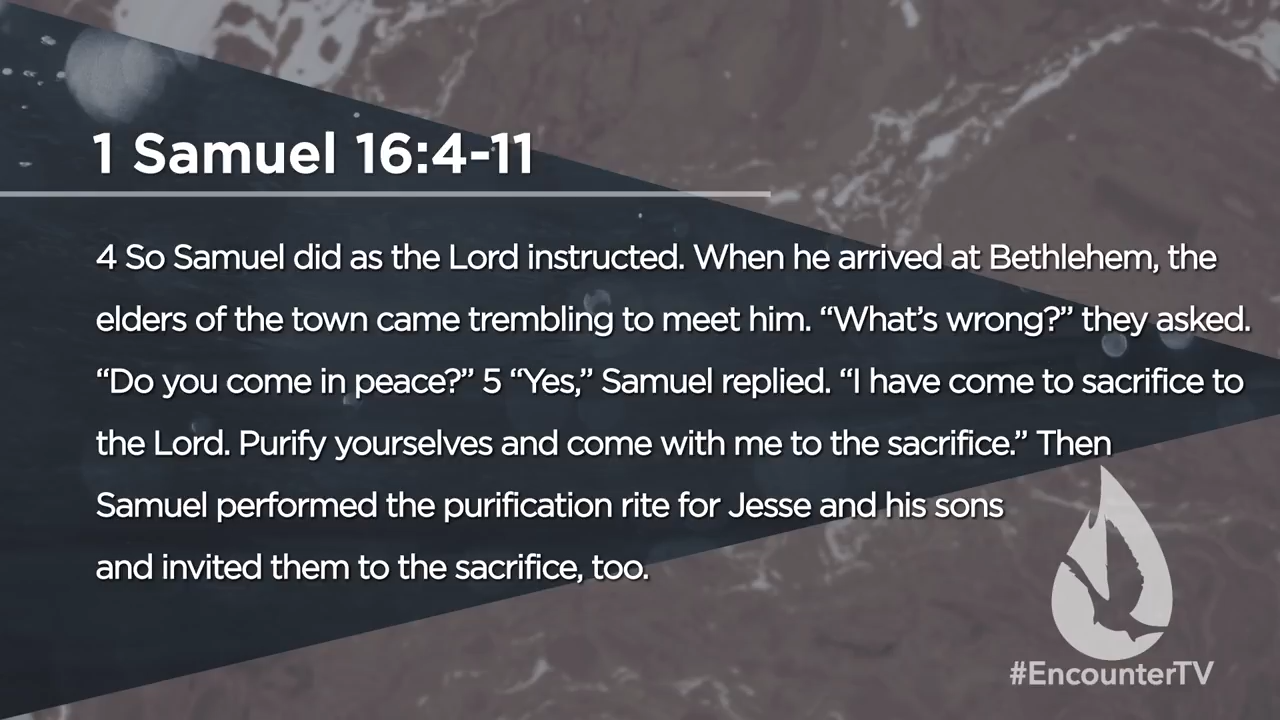 1 Samuel 16:4-11
4 So Samuel did as the Lord instructed. When he arrived at Bethlehem, the
elders of the town came trembling to meet him. “What’s wrong?” they asked.
“Do you come in peace?” 5 “Yes,” Samuel replied. “I have come to sacrifice to
the Lord. Purify yourselves and come with me to the sacrifice.” Then
Samuel performed the purification rite for Jesse and his sons
and invited them to the sacrifice, too.
#EncounterTV